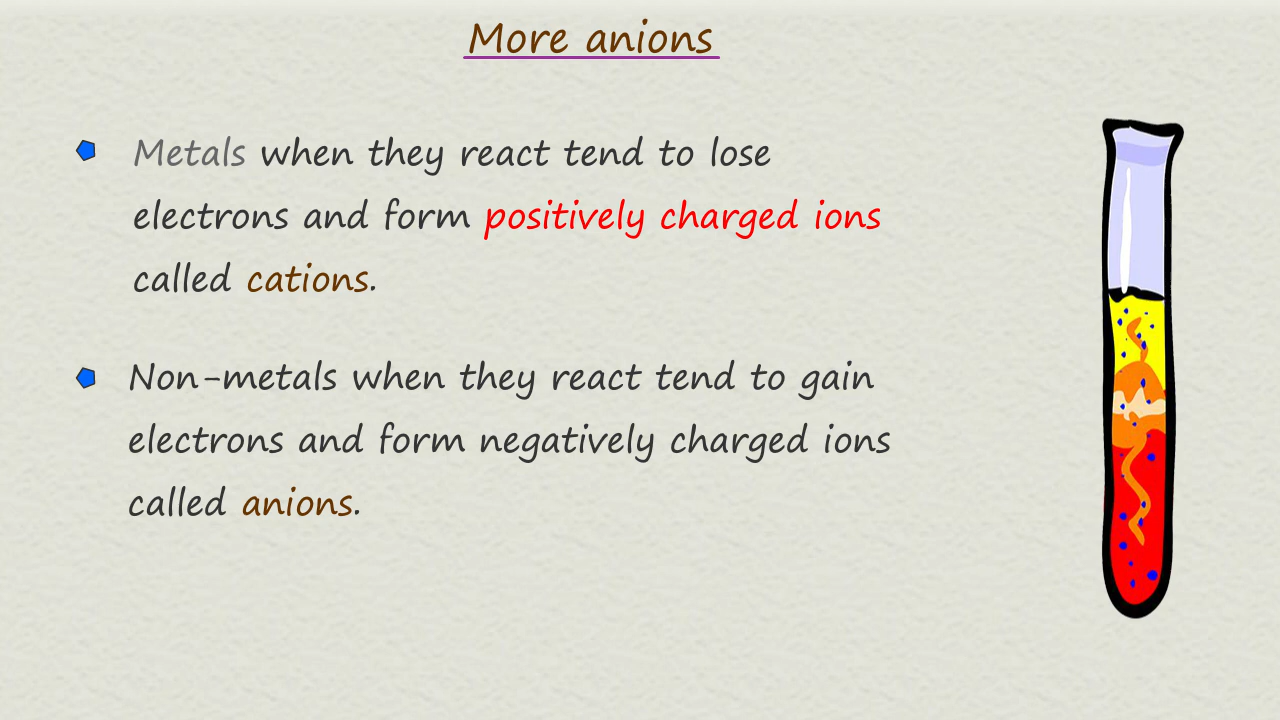 More anions
Metals when they react tend to lose
electrons and form positively charged ions
called cations.
Non-metals when they react tend to gain
electrons and form negatively charged ions
called anions.